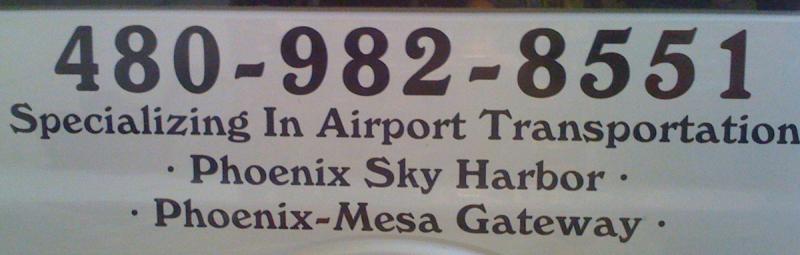 480-982-8551
Specializing In Airport Transportation
· Phoenix Sky Harbor ·
· Phoenix-Mesa Gateway ·